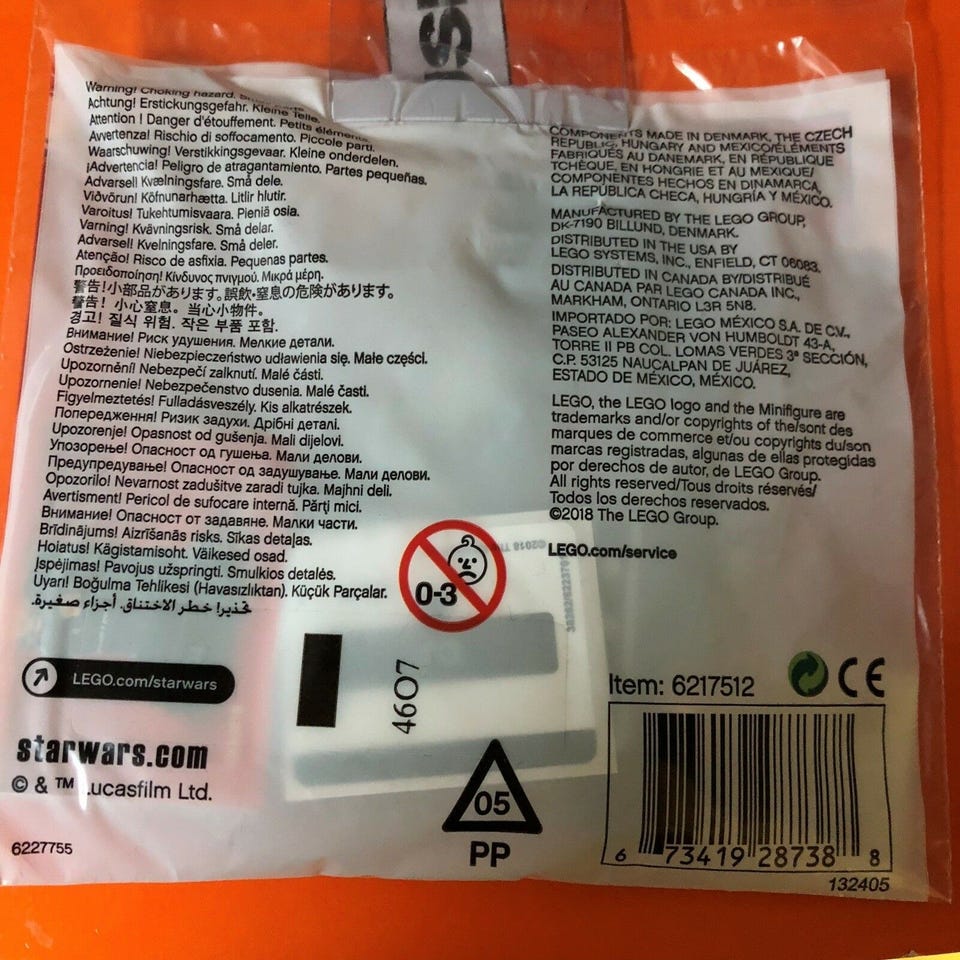 Warning! Choking hazard.
Achtung! Erstickungsgefahr. Kleine Teile.
Attention ! Danger d'étouffement. Petits
Avvertenza! Rischio di soffocamento. Piccole parti.
Waarschuwing! Verstikkingsgevaar. Kleine onderdelen.
¡Advertencia! Peligro de atragantamiento. Partes pequeñas.
Advarsel! Kvælningsfare. Små dele.
Viðvörun! Köfnunarhætta. Litlir hlutir.
Varoitus! Tukehtumisvaara. Pieniä osia.
Varning! Kvävningsrisk. Små delar.
Advarsel! Kvelningsfare. Små deler.
Atenção! Risco de asfixia. Pequenas partes.
Προειδοποίηση! Κίνδυνος πνιγμού. Μικρά μέρη.
警告!小部品があります。誤飲・窒息の危険があります。
警告! 小心窒息。当心小物件。
경고! 질식 위험. 작은 부품 포함.
Внимание! Риск удушения. Мелкие детали.
Ostrzeżenie! Niebezpieczeństwo udławienia się. Małe części.
Upozornění! Nebezpečí zalknutí. Malé části.
Upozornenie! Nebezpečenstvo dusenia. Malé časti.
Figyelmeztetés! Fulladásveszély. Kis alkatrészek.
Попередження! Ризик задухи. Дрібні деталі.
Upozorenje! Opasnost od gušenja. Mali dijelovi.
Упозорење! Опасност од гушења. Мали делови.
Предупредување! Опасност од задушување. Мали делови.
Opozorilo! Nevarnost zadušitve zaradi tujka. Majhni deli.
Avertisment! Pericol de sufocare internă. Părţi mici.
Внимание! Опасност от задавяне. Малки части.
Brīdinājums! Aizrīšanās risks. Sīkas detaļas.
Hoiatus! Kägistamisoht. Väikesed osad.
Įspėjimas! Pavojus užspringti. Smulkios detalės.
Uyarı! Boğulma Tehlikesi (Havasızlıktan). Küçük Parçalar.
تحذير! خطر الاختناق. أجزاء صغيرة.
0-3
LEGO.com/starwars
4607
starwars.com
© & ™ Lucasfilm Ltd.
6227755
05
PP
COMPONENTS MADE IN DENMARK, THE CZECH
REPUBLIC, HUNGARY AND MEXICO/ÉLÉMENTS
FABRIQUÉS AU DANEMARK, EN RÉPUBLIQUE
TCHÈQUE, EN HONGRIE ET AU MEXIQUE/
COMPONENTES HECHOS EN DINAMARCA,
LA REPÚBLICA CHECA, HUNGRÍA Y MÉXICO.
MANUFACTURED BY THE LEGO GROUP,
DK-7190 BILLUND, DENMARK.
DISTRIBUTED IN THE USA BY
LEGO SYSTEMS, INC., ENFIELD, CT 06083.
DISTRIBUTED IN CANADA BY/DISTRIBUÉ
AU CANADA PAR LEGO CANADA INC.,
MARKHAM, ONTARIO L3R 5N8.
IMPORTADO POR: LEGO MÉXICO S.A. DE C.V.,
PASEO ALEXANDER VON HUMBOLDT 43-A,
TORRE II PB COL. LOMAS VERDES 3ª SECCIÓN,
C.P. 53125 NAUCALPAN DE JUÁREZ,
ESTADO DE MÉXICO, MÉXICO.
LEGO, the LEGO logo and the Minifigure are
trademarks and/or copyrights of the/sont des
marques de commerce et/ou copyrights du/son
marcas registradas, algunas de ellas protegidas
por derechos de autor, de LEGO Group.
All rights reserved/Tous droits réservés/
Todos los derechos reservados.
©2018 The LEGO Group.
LEGO.com/service
Item: 6217512
CE
6 73419 28738 8
132405